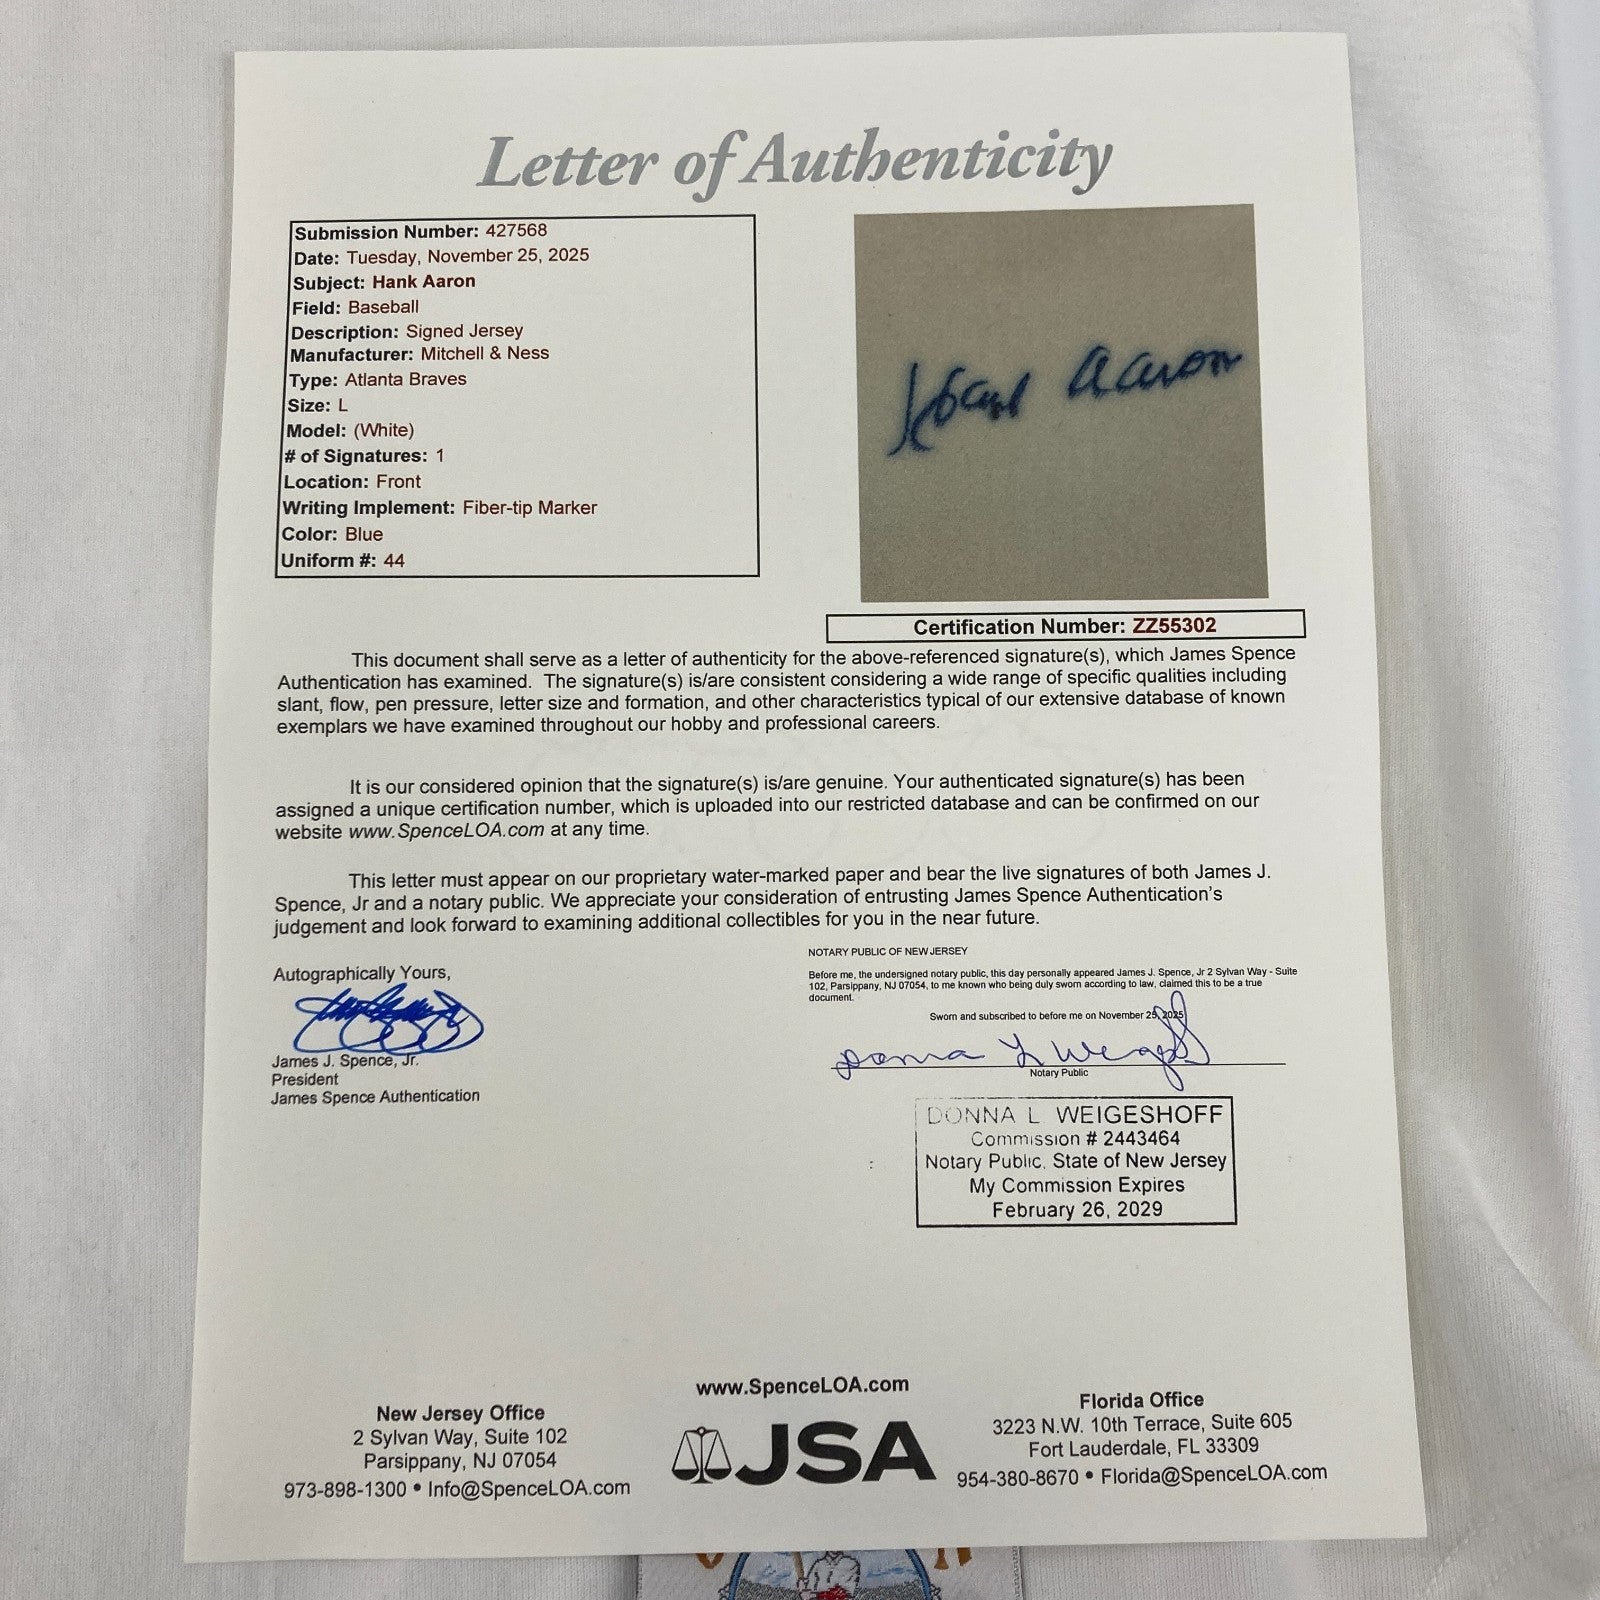 Letter of Authenticity
Submission Number: 427568
Date: Tuesday, November 25, 2025
Subject: Hank Aaron
Field: Baseball
Description: Signed Jersey
Manufacturer: Mitchell & Ness
Type: Atlanta Braves
Size: L
Model: (White)
# of Signatures: 1
Location: Front
Writing Implement: Fiber-tip Marker
Color: Blue
Uniform #: 44
Hank Aaron
Certification Number: ZZ55302
This document shall serve as a letter of authenticity for the above-referenced signature(s), which James Spence
Authentication has examined. The signature(s) is/are consistent considering a wide range of specific qualities including
slant, flow, pen pressure, letter size and formation, and other characteristics typical of our extensive database of known
exemplars we have examined throughout our hobby and professional careers.
It is our considered opinion that the signature(s) is/are genuine. Your authenticated signature(s) has been
assigned a unique certification number, which is uploaded into our restricted database and can be confirmed on our
website www.SpenceLOA.com at any time.
This letter must appear on our proprietary water-marked paper and bear the live signatures of both James J.
Spence, Jr and a notary public. We appreciate your consideration of entrusting James Spence Authentication's
judgement and look forward to examining additional collectibles for you in the near future.
Autographically Yours,
James J. Spence, Jr.
President
James Spence Authentication
NOTARY PUBLIC OF NEW JERSEY
Before me, the undersigned notary public, this day personally appeared James J. Spence, Jr 2 Sylvan Way - Suite
102, Parsippany, NJ 07054, to me known who being duly sworn according to law, claimed this to be a true
document.
Sworn and subscribed to before me on November 25, 2025
Donna L Weigeshoff
Notary Public
DONNA L WEIGESHOFF
Commission # 2443464
Notary Public, State of New Jersey
My Commission Expires
February 26, 2029
www.SpenceLOA.com
New Jersey Office
2 Sylvan Way, Suite 102
Parsippany, NJ 07054
973-898-1300 • Info@SpenceLOA.com
JSA
Florida Office
3223 N.W. 10th Terrace, Suite 605
Fort Lauderdale, FL 33309
954-380-8670 • Florida@SpenceLOA.com